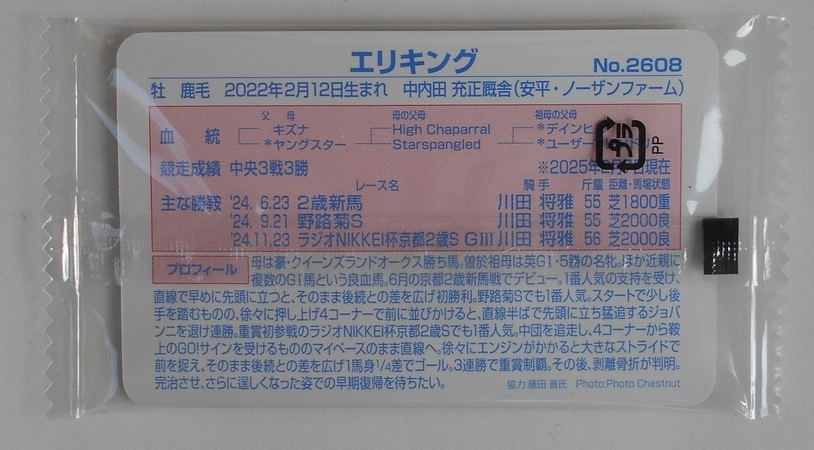 エリキング
No.2608
牡 鹿毛 2022年2月12日生まれ 中内田 充正厩舎(安平・ノーザンファーム)
父 母 母の父母 祖母の父母
血統 キズナ High Chaparral *デインヒ
*ヤングスター Starspangled *ユーザー
プラ PP
競走成績 中央3戦3勝 ※2025年 現在
レース名 騎手 斤量 距離・馬場状態
主な勝鞍 '24. 6.23 2歳新馬 川田 将雅 55 芝1800重
'24. 9.21 野路菊S 川田 将雅 55 芝2000良
'24.11.23 ラジオNIKKEI杯京都2歳S GⅢ 川田 将雅 56 芝2000良
プロフィール
母は豪・クイーンズランドオークス勝ち馬。曽於祖母は英G1・5勝の名牝。ほか近親に
複数のG1馬という良血馬。6月の京都2歳新馬戦でデビュー。1番人気の支持を受け、
直線で早めに先頭に立つと、そのまま後続との差を広げ初勝利。野路菊Sでも1番人気。スタートで少し後
手を踏むものの、徐々に押し上げ4コーナーで前に並びかけると、直線半ばで先頭に立ち猛追するジョバ
ンニを退け連勝。重賞初参戦のラジオNIKKEI杯京都2歳Sでも1番人気。中団を追走し、4コーナーから鞍
上のGO!サインを受けるもののマイペースのまま直線へ。徐々にエンジンがかかると大きなストライドで
前を捉え、そのまま後続との差を広げ1馬身¼差でゴール。3連勝で重賞制覇。その後、剥離骨折が判明。
完治させ、さらに逞しくなった姿での早期復帰を待ちたい。
協力:藤田 善氏 Photo:Photo Chestnut